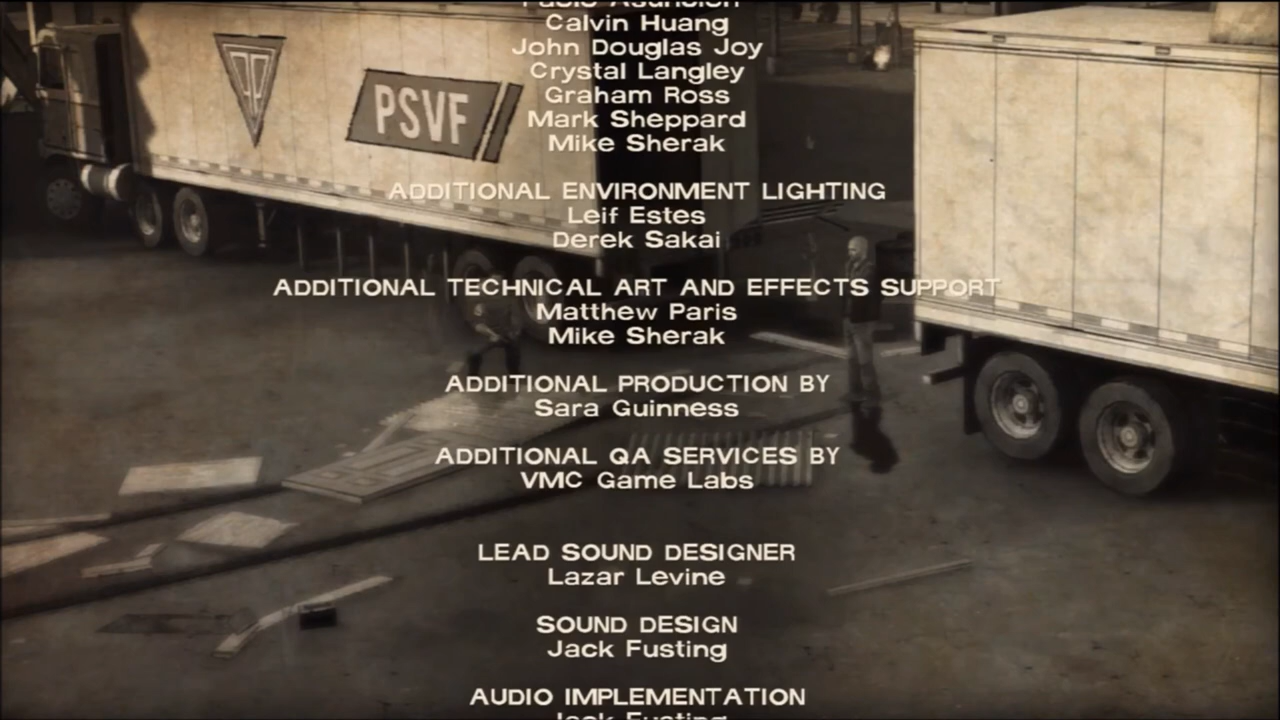 Calvin Huang
John Douglas Joy
Crystal Langley
Graham Ross
Mark Sheppard
Mike Sherak
PSVF
ADDITIONAL ENVIRONMENT LIGHTING
Leif Estes
Derek Sakai
ADDITIONAL TECHNICAL ART AND EFFECTS SUPPORT
Matthew Paris
Mike Sherak
ADDITIONAL PRODUCTION BY
Sara Guinness
ADDITIONAL QA SERVICES BY
VMC Game Labs
LEAD SOUND DESIGNER
Lazar Levine
SOUND DESIGN
Jack Fusting
AUDIO IMPLEMENTATION
Jack Fusting